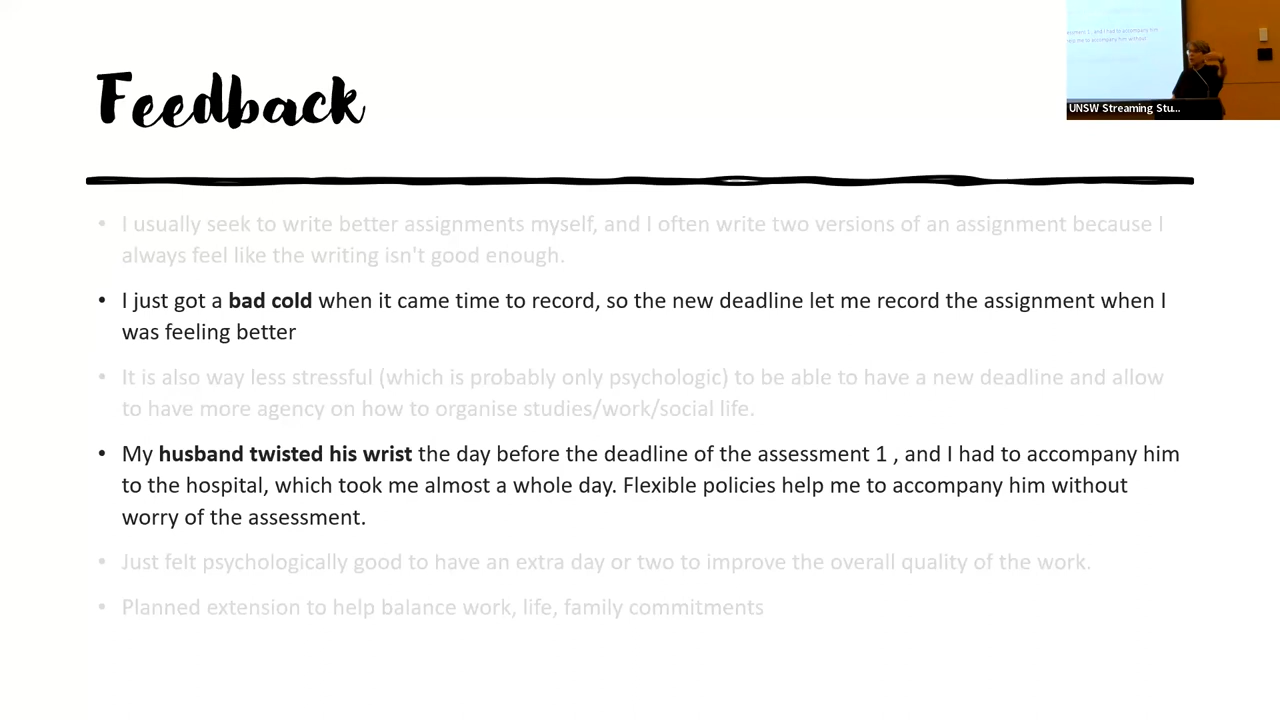 Feedback
• I usually seek to write better assignments myself, and I often write two versions of an assignment because I
always feel like the writing isn't good enough.
• I just got a bad cold when it came time to record, so the new deadline let me record the assignment when I
was feeling better
• It is also way less stressful (which is probably only psychologic) to be able to have a new deadline and allow
to have more agency on how to organise studies/work/social life.
• My husband twisted his wrist the day before the deadline of the assessment 1 , and I had to accompany him
to the hospital, which took me almost a whole day. Flexible policies help me to accompany him without
worry of the assessment.
• Just felt psychologically good to have an extra day or two to improve the overall quality of the work.
• Planned extension to help balance work, life, family commitments
UNSW Streaming Stu...